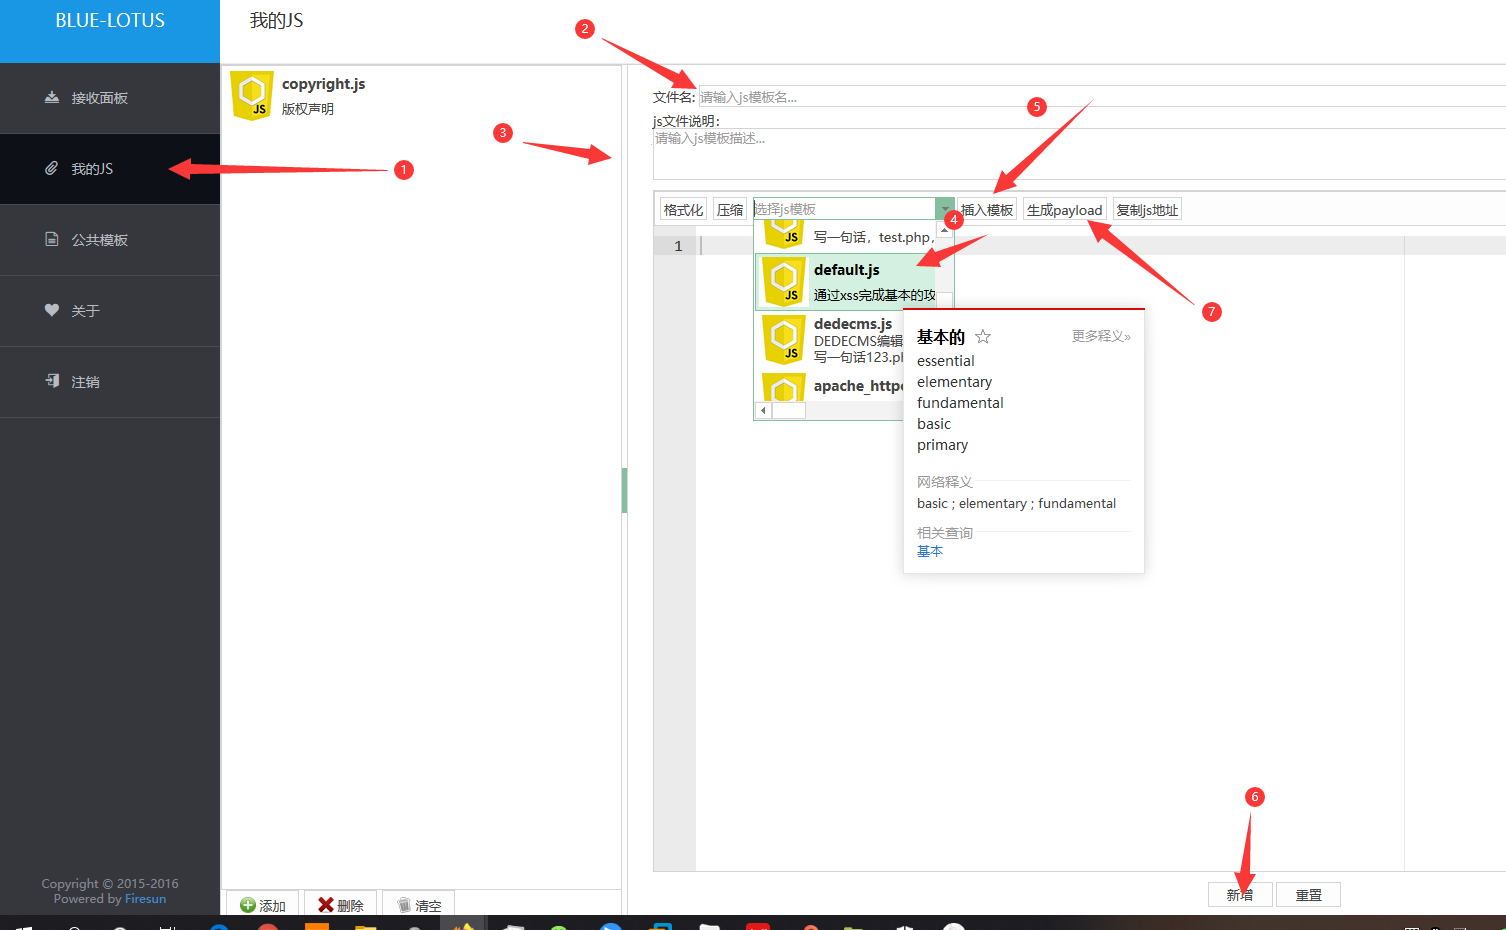 BLUE-LOTUS
我的JS
接收面板
我的JS
公共模板
关于
注销
Copyright © 2015-2016
Powered by Firesun
copyright.js
版权声明
添加
删除
清空
1
2
3
文件名: 请输入js模板名...
5
js文件说明：
请输入js模板描述...
格式化
压缩
选择js模板
插入模板
生成payload
复制js地址
4
1
JS
写一句话，test.php，
default.js
通过xss完成基本的攻
7
dedecms.js
DEDECMS编辑
写一句话123.ph
apache_httpo
基本的
更多释义»
essential
elementary
fundamental
basic
primary
网络释义
basic ; elementary ; fundamental
相关查询
基本
6
新增
重置